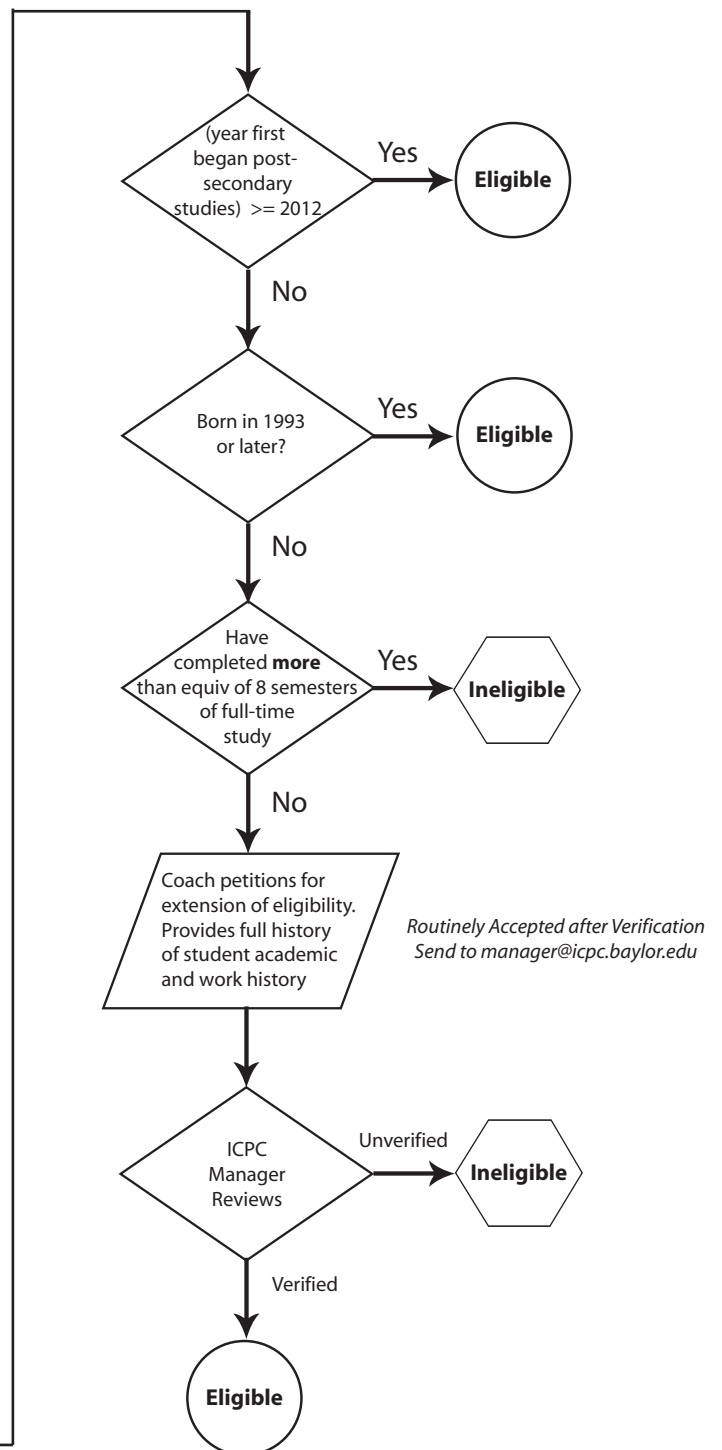 (year first
began post-
secondary
studies) >= 2012
Yes
Eligible
No
Born in 1993
or later?
Yes
Eligible
No
Have
completed more
than equiv of 8 semesters
of full-time
study
Yes
Ineligible
No
Coach petitions for
extension of eligibility.
Provides full history
of student academic
and work history
Routinely Accepted after Verification
Send to manager@icpc.baylor.edu
ICPC
Manager
Reviews
Unverified
Ineligible
Verified
Eligible